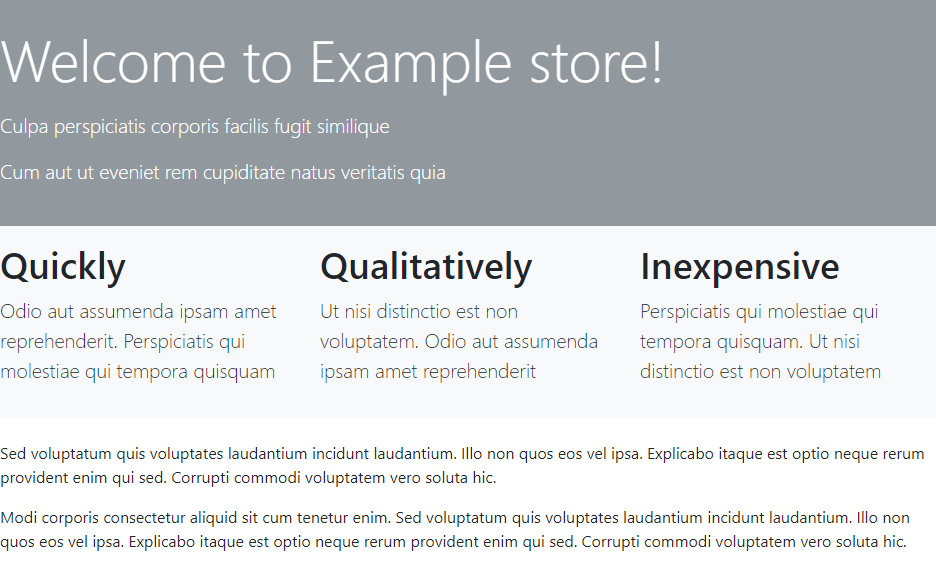 Welcome to Example store!
Culpa perspiciatis corporis facilis fugit similique
Cum aut ut eveniet rem cupiditate natus veritatis quia
Quickly
Odio aut assumenda ipsam amet
reprehenderit. Perspiciatis qui
molestiae qui tempora quisquam
Qualitatively
Ut nisi distinctio est non
voluptatem. Odio aut assumenda
ipsam amet reprehenderit
Inexpensive
Perspiciatis qui molestiae qui
tempora quisquam. Ut nisi
distinctio est non voluptatem
Sed voluptatum quis voluptates laudantium incidunt laudantium. Illo non quos eos vel ipsa. Explicabo itaque est optio neque rerum
provident enim qui sed. Corrupti commodi voluptatem vero soluta hic.
Modi corporis consectetur aliquid sit cum tenetur enim. Sed voluptatum quis voluptates laudantium incidunt laudantium. Illo non
quos eos vel ipsa. Explicabo itaque est optio neque rerum provident enim qui sed. Corrupti commodi voluptatem vero soluta hic.